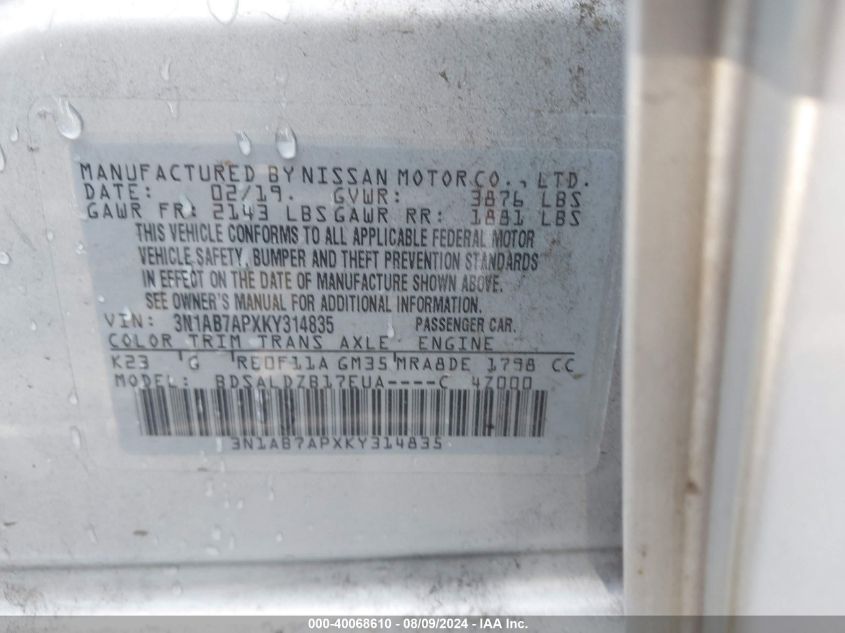 MANUFACTURED BY NISSAN MOTOR CO., LTD.
DATE: 02/19. GVWR: 3876 LBS
GAWR FR: 2143 LBS GAWR RR: 1881 LBS
THIS VEHICLE CONFORMS TO ALL APPLICABLE FEDERAL MOTOR
VEHICLE SAFETY, BUMPER AND THEFT PREVENTION STANDARDS
IN EFFECT ON THE DATE OF MANUFACTURE SHOWN ABOVE.
SEE OWNER'S MANUAL FOR ADDITIONAL INFORMATION.
VIN: 3N1AB7APXKY314835 PASSENGER CAR.
COLOR TRIM TRANS AXLE ENGINE
K23 G RE0F11A GM35 MRA8DE 1798 CC
MODEL: BDSALDZB17EUA----C 47000
3N1AB7APXKY314835
000-40068610 - 08/09/2024 - IAA Inc.